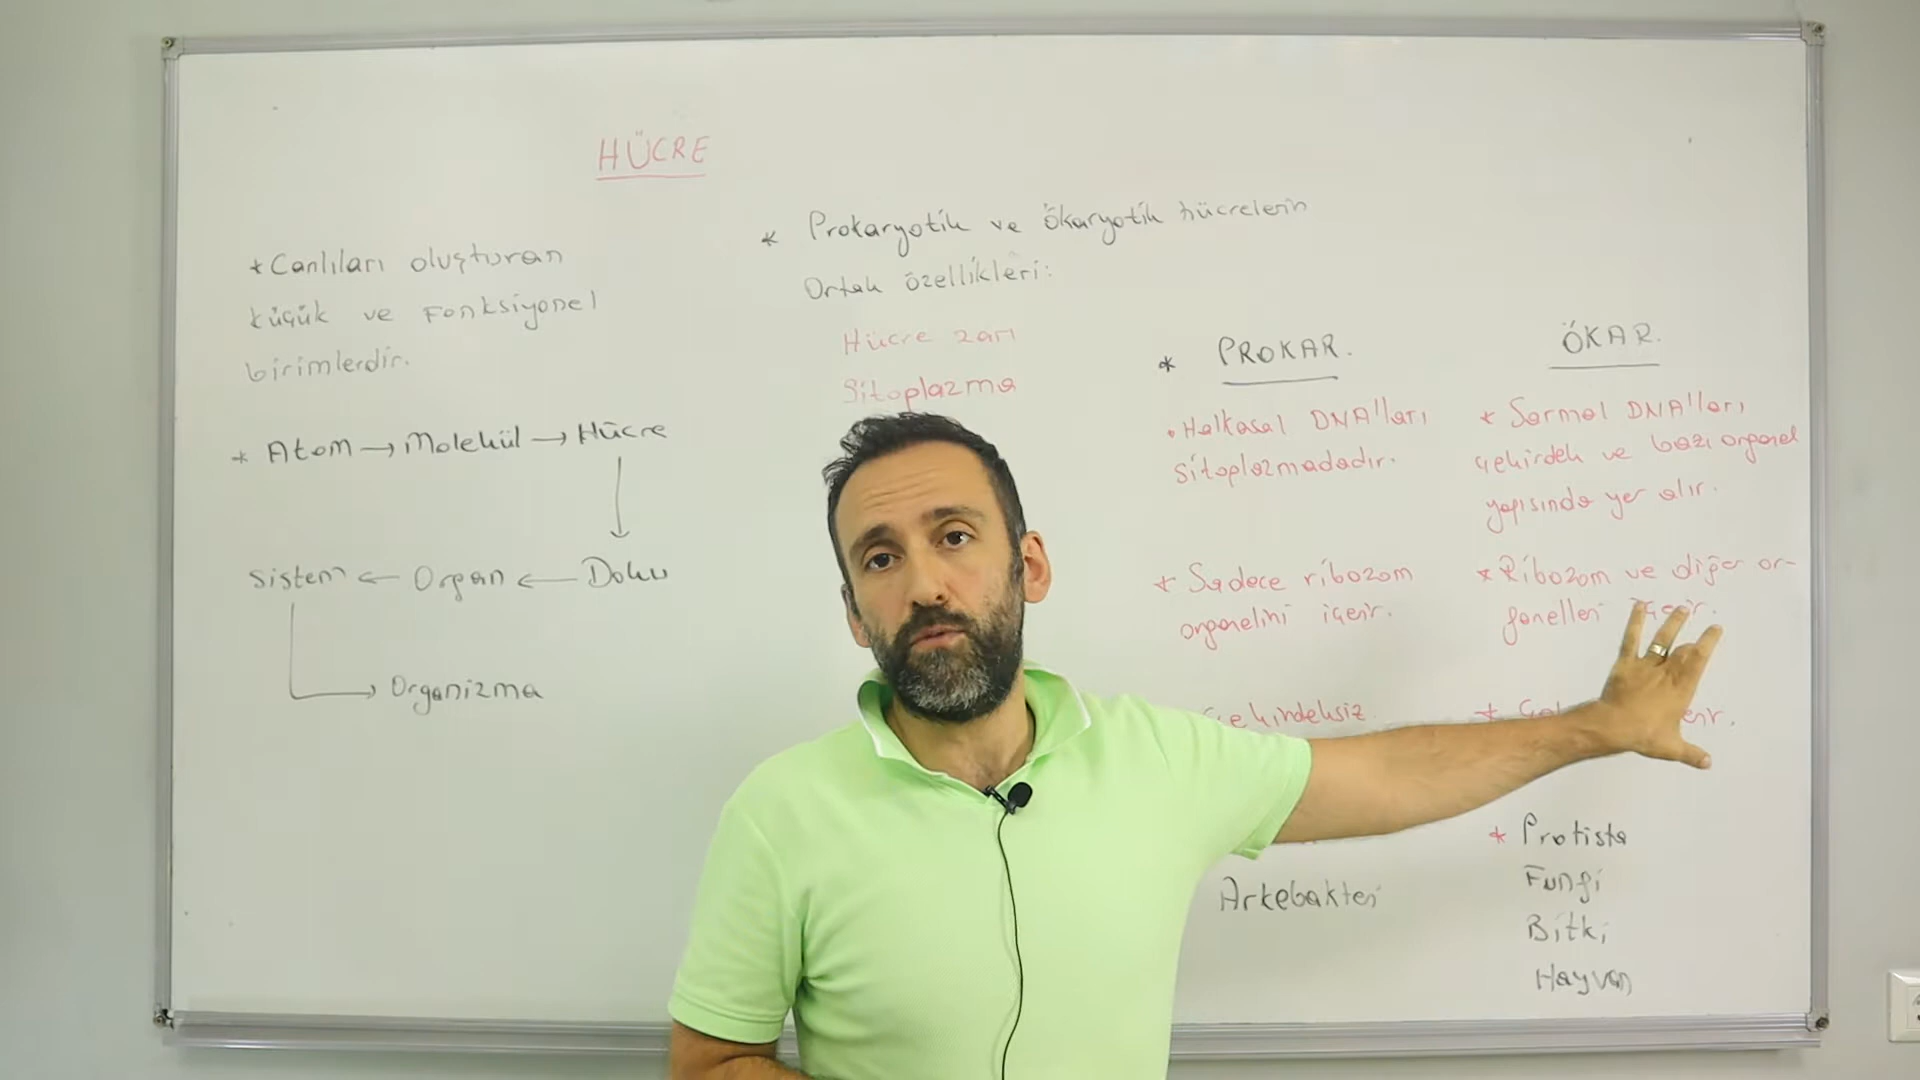 HÜCRE
* Canlıları oluşturan
küçük ve Fonksiyonel
birimlerdir.
* Atom → Molekül → Hücre
Sistem ← Organ ← Doku
Organizma
* Prokaryotik ve ökaryotik hücrelerin
Ortak özellikleri:
Hücre zarı
Sitoplazma
* PROKAR.
• Halkasal DNA'ları
sitoplazmadadır.
* Sadece ribozom
organelini içerir.
Çekirdeksiz
Arkebakteri
ÖKAR.
* Sarmal DNA'ları
çekirdek ve bazı organel
yapısında yer alır.
* Ribozom ve diğer or-
ganelleri içerir.
*
* Protista
Fungi
Bitki
Hayvan